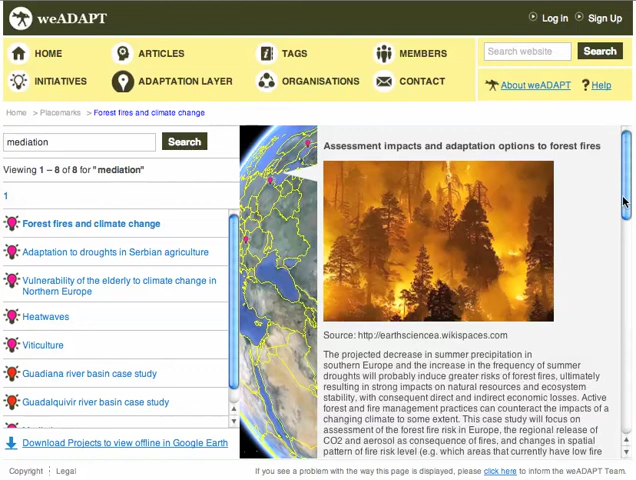 weADAPT
Log in
Sign Up
HOME
ARTICLES
TAGS
MEMBERS
INITIATIVES
ADAPTATION LAYER
ORGANISATIONS
CONTACT
Search website
Search
About weADAPT
Help
Home > Placemarks > Forest fires and climate change
mediation
Search
Viewing 1 – 8 of 8 for "mediation"
1
Forest fires and climate change
Adaptation to droughts in Serbian agriculture
Vulnerability of the elderly to climate change in
Northern Europe
Heatwaves
Viticulture
Guadiana river basin case study
Guadalquivir river basin case study
Download Projects to view offline in Google Earth
Assessment impacts and adaptation options to forest fires
Source: http://earthsciencea.wikispaces.com
The projected decrease in summer precipitation in
southern Europe and the increase in the frequency of summer
droughts will probably induce greater risks of forest fires, ultimately
resulting in strong impacts on natural resources and ecosystem
stability, with consequent direct and indirect economic losses. Active
forest and fire management practices can counteract the impacts of a
changing climate to some extent. This case study will focus on
assessment of the forest fire risk in Europe, the regional release of
CO2 and aerosol as consequence of fires, and changes in spatial
pattern of fire risk level (e.g. which areas that currently have low fire
Copyright
Legal
If you see a problem with the way this page is displayed, please click here to inform the weADAPT Team.